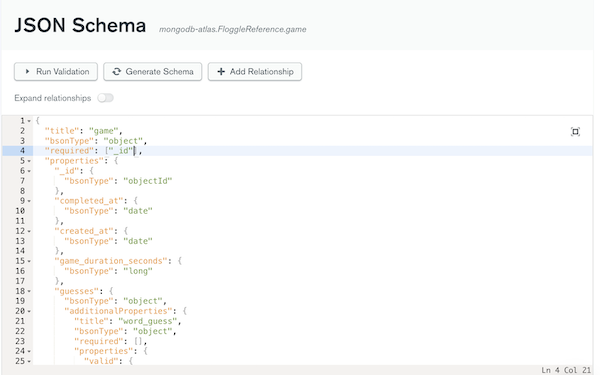 JSON Schema mongodb-atlas.FloggleReference.game
Run Validation Generate Schema Add Relationship
Expand relationships
1 {
2 "title": "game",
3 "bsonType": "object",
4 "required": ["_id"],
5 "properties": {
6 "_id": {
7 "bsonType": "objectId"
8 },
9 "completed_at": {
10 "bsonType": "date"
11 },
12 "created_at": {
13 "bsonType": "date"
14 },
15 "game_duration_seconds": {
16 "bsonType": "long"
17 },
18 "guesses": {
19 "bsonType": "object",
20 "additionalProperties": {
21 "title": "word_guess",
22 "bsonType": "object",
23 "required": [],
24 "properties": {
25 "valid": {
Ln 4 Col 21